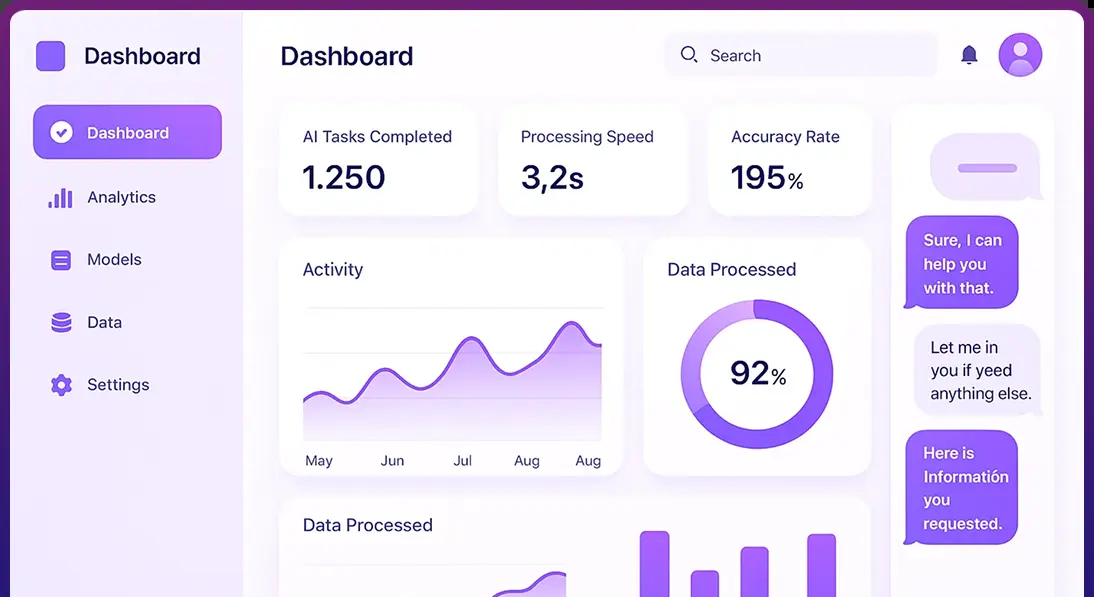 Dashboard
Dashboard
Analytics
Models
Data
Settings
Dashboard
Search
AI Tasks Completed
1.250
Processing Speed
3,2s
Accuracy Rate
195%
Activity
May Jun Jul Aug Aug
Data Processed
92%
Data Processed
Sure, I can
help you
with that.
Let me in
you if yeed
anything else.
Here is
Informatión
you
requested.